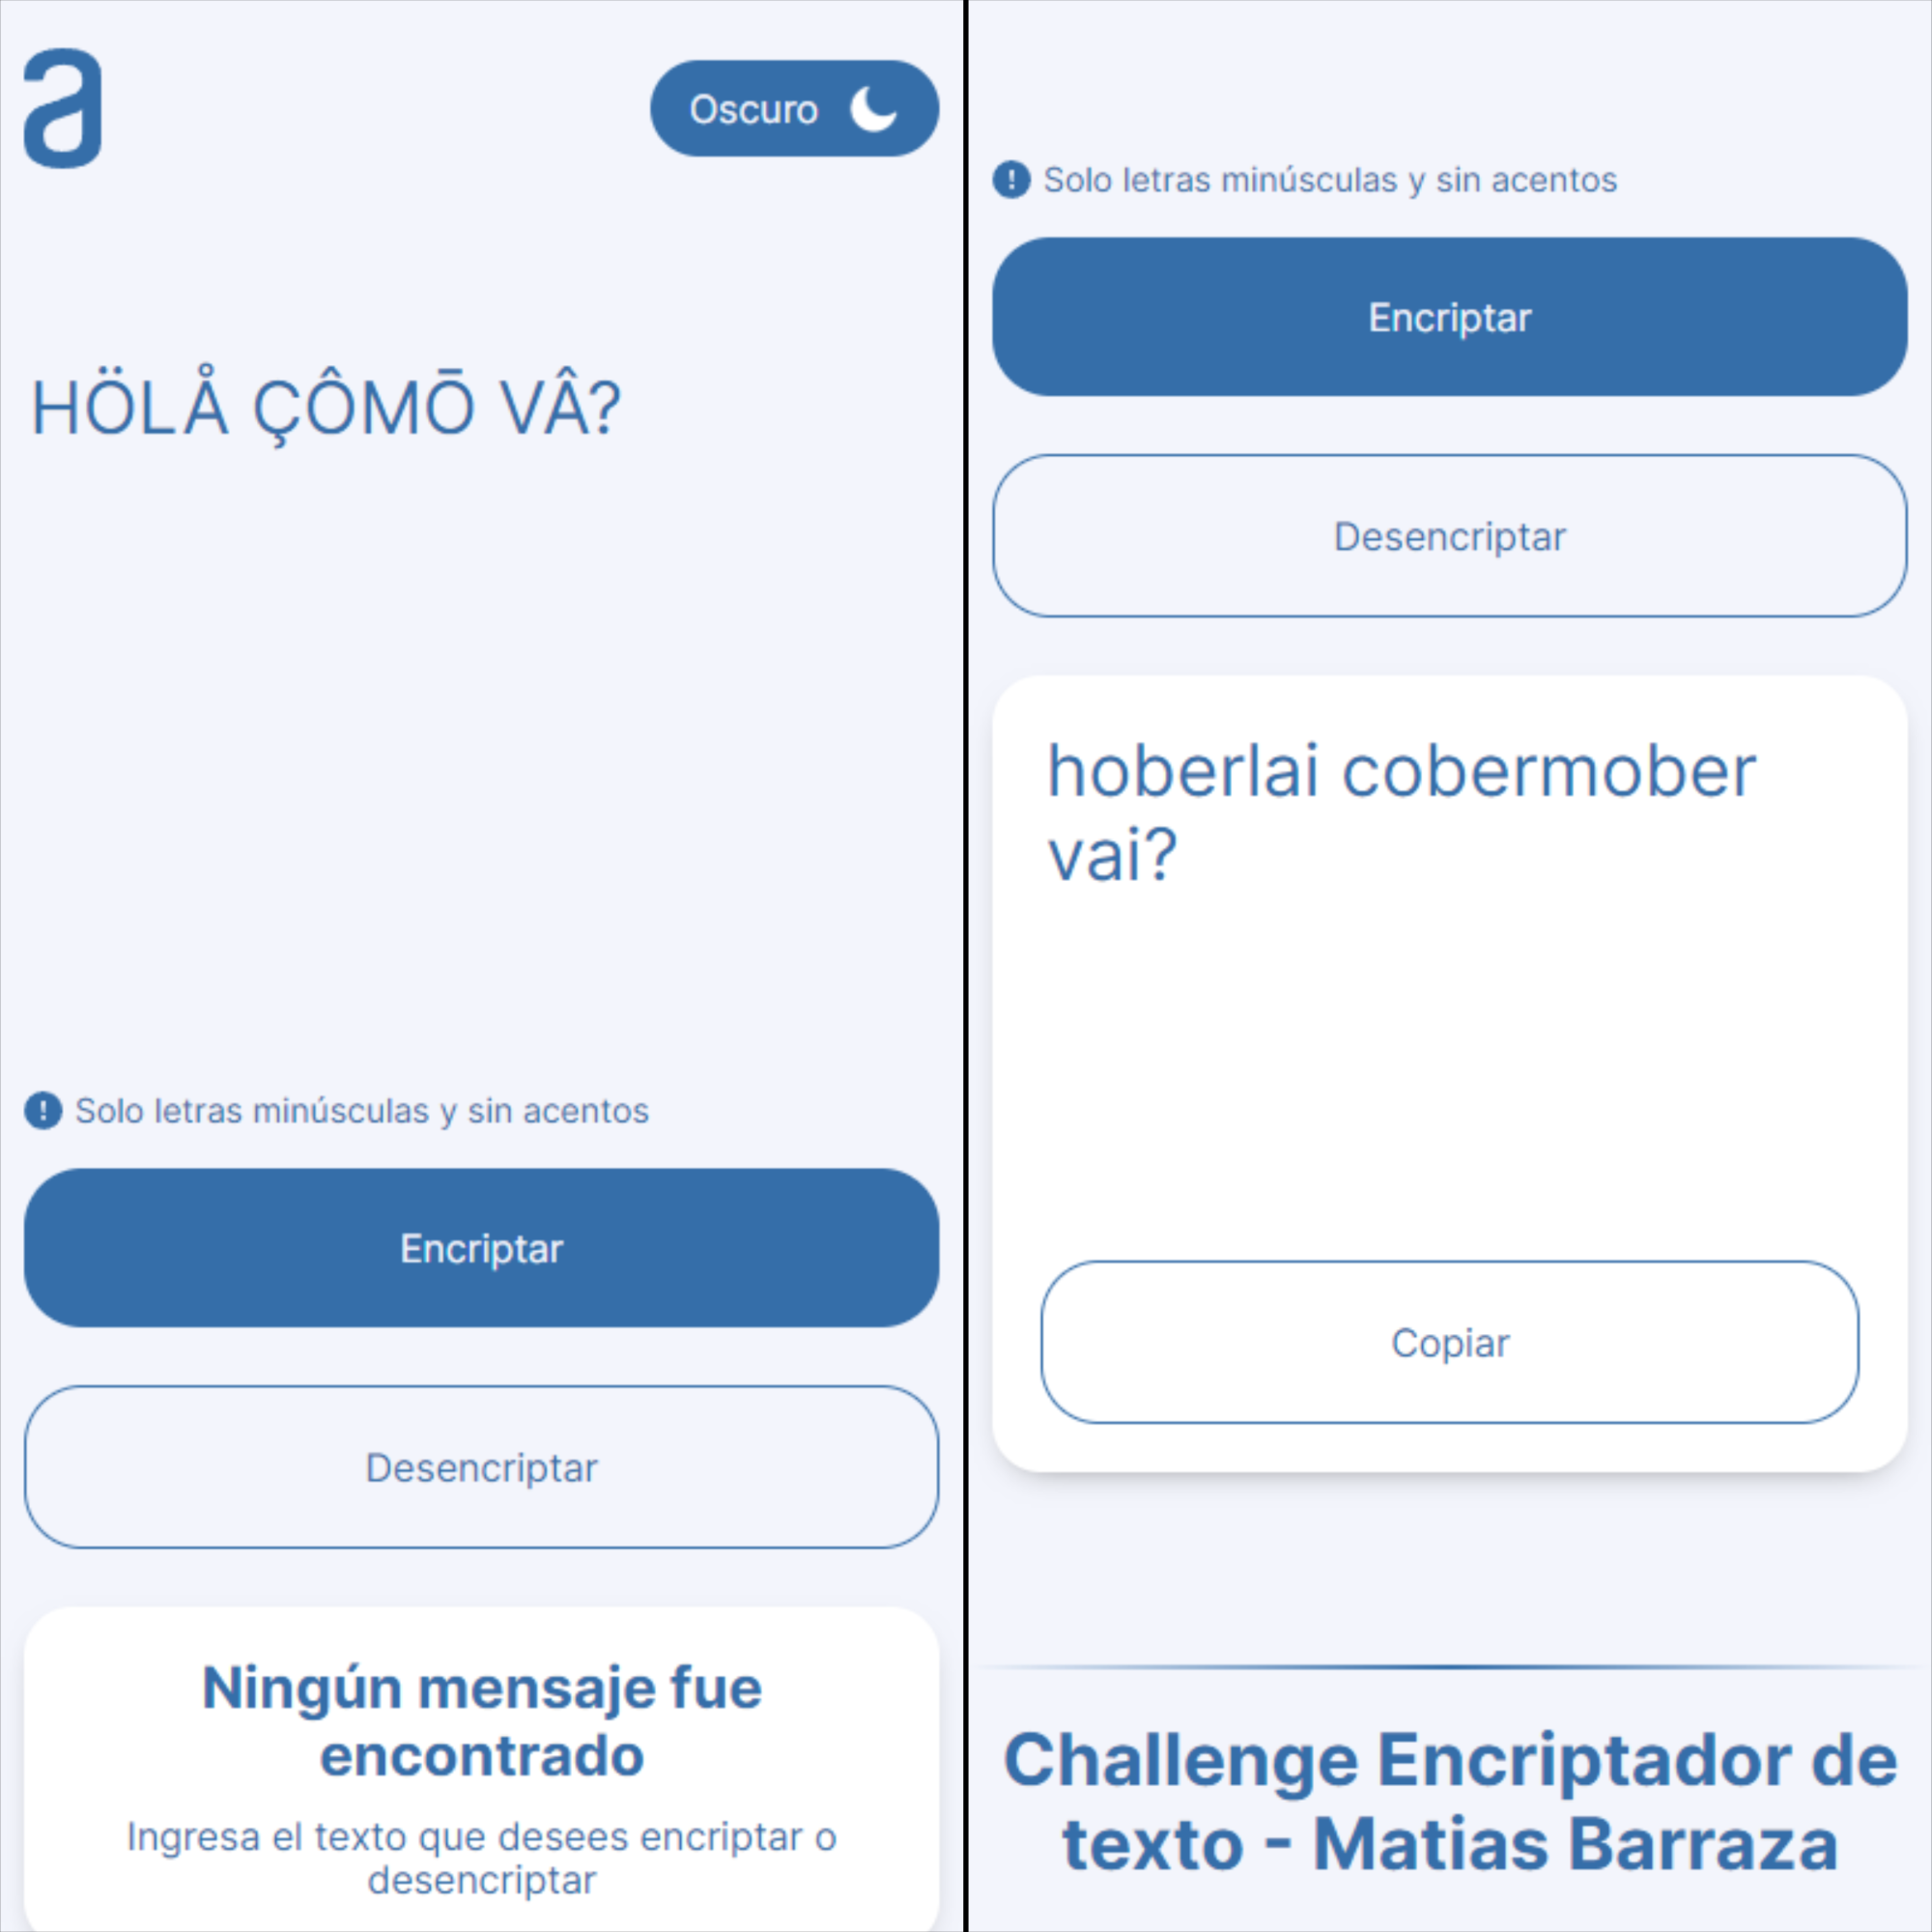 a
Oscuro
HÖLÅ ÇÔMŌ VÂ?
Solo letras minúsculas y sin acentos
Encriptar
Desencriptar
Ningún mensaje fue
encontrado
Ingresa el texto que desees encriptar o
desencriptar
Solo letras minúsculas y sin acentos
Encriptar
Desencriptar
hoberlai cobermober
vai?
Copiar
Challenge Encriptador de
texto - Matias Barraza